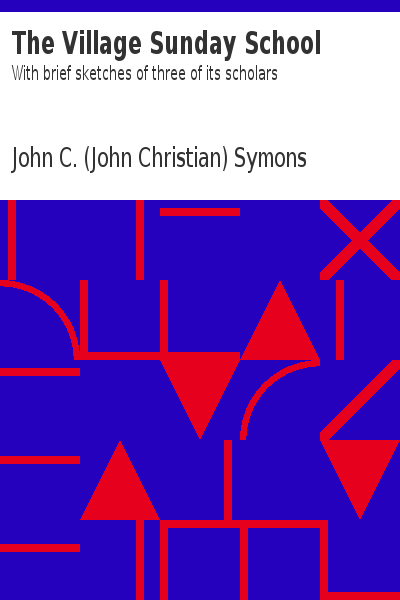 The Village Sunday School
With brief sketches of three of its scholars
John C. (John Christian) Symons